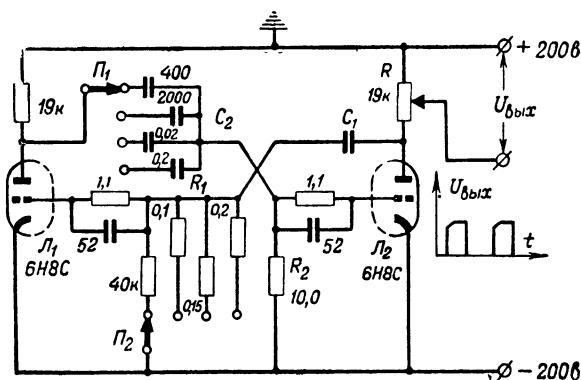 + 200в
19к
П₁
400
2000
0,02
0,2
C₂
R₁
C₁
R
19к
Uвых
1,1
52
Л₁
6Н8С
0,1
0,2
40к
0,15
П₂
1,1
52
R₂
10,0
Л₂
6Н8С
Uвых
t
− 200в